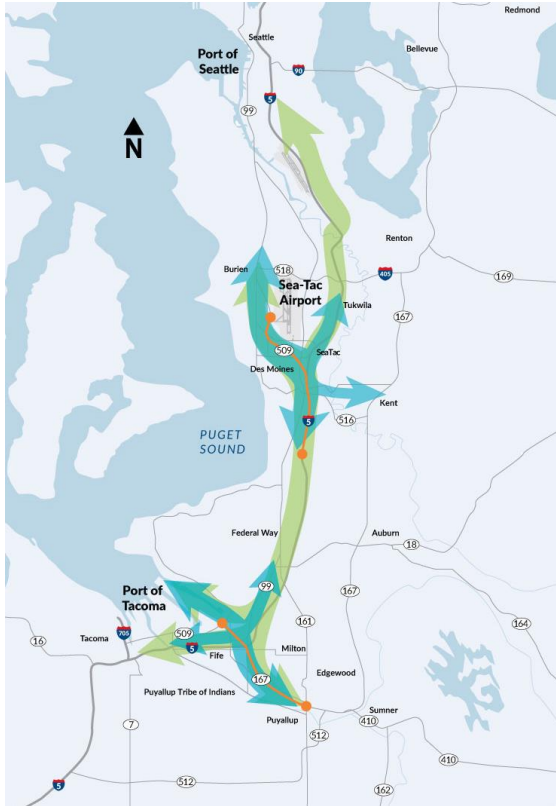 Redmond
Seattle
Bellevue
Port of
Seattle
90
5
99
N
Renton
Burien
518
405
169
Sea-Tac
Airport
Tukwila
167
509
SeaTac
Des Moines
Kent
5
516
PUGET
SOUND
Federal Way
Auburn
18
Port of
Tacoma
99
167
161
164
705
509
16
Tacoma
5
Milton
Fife
Edgewood
167
Puyallup Tribe of Indians
Sumner
7
Puyallup
410
512
410
512
5
162